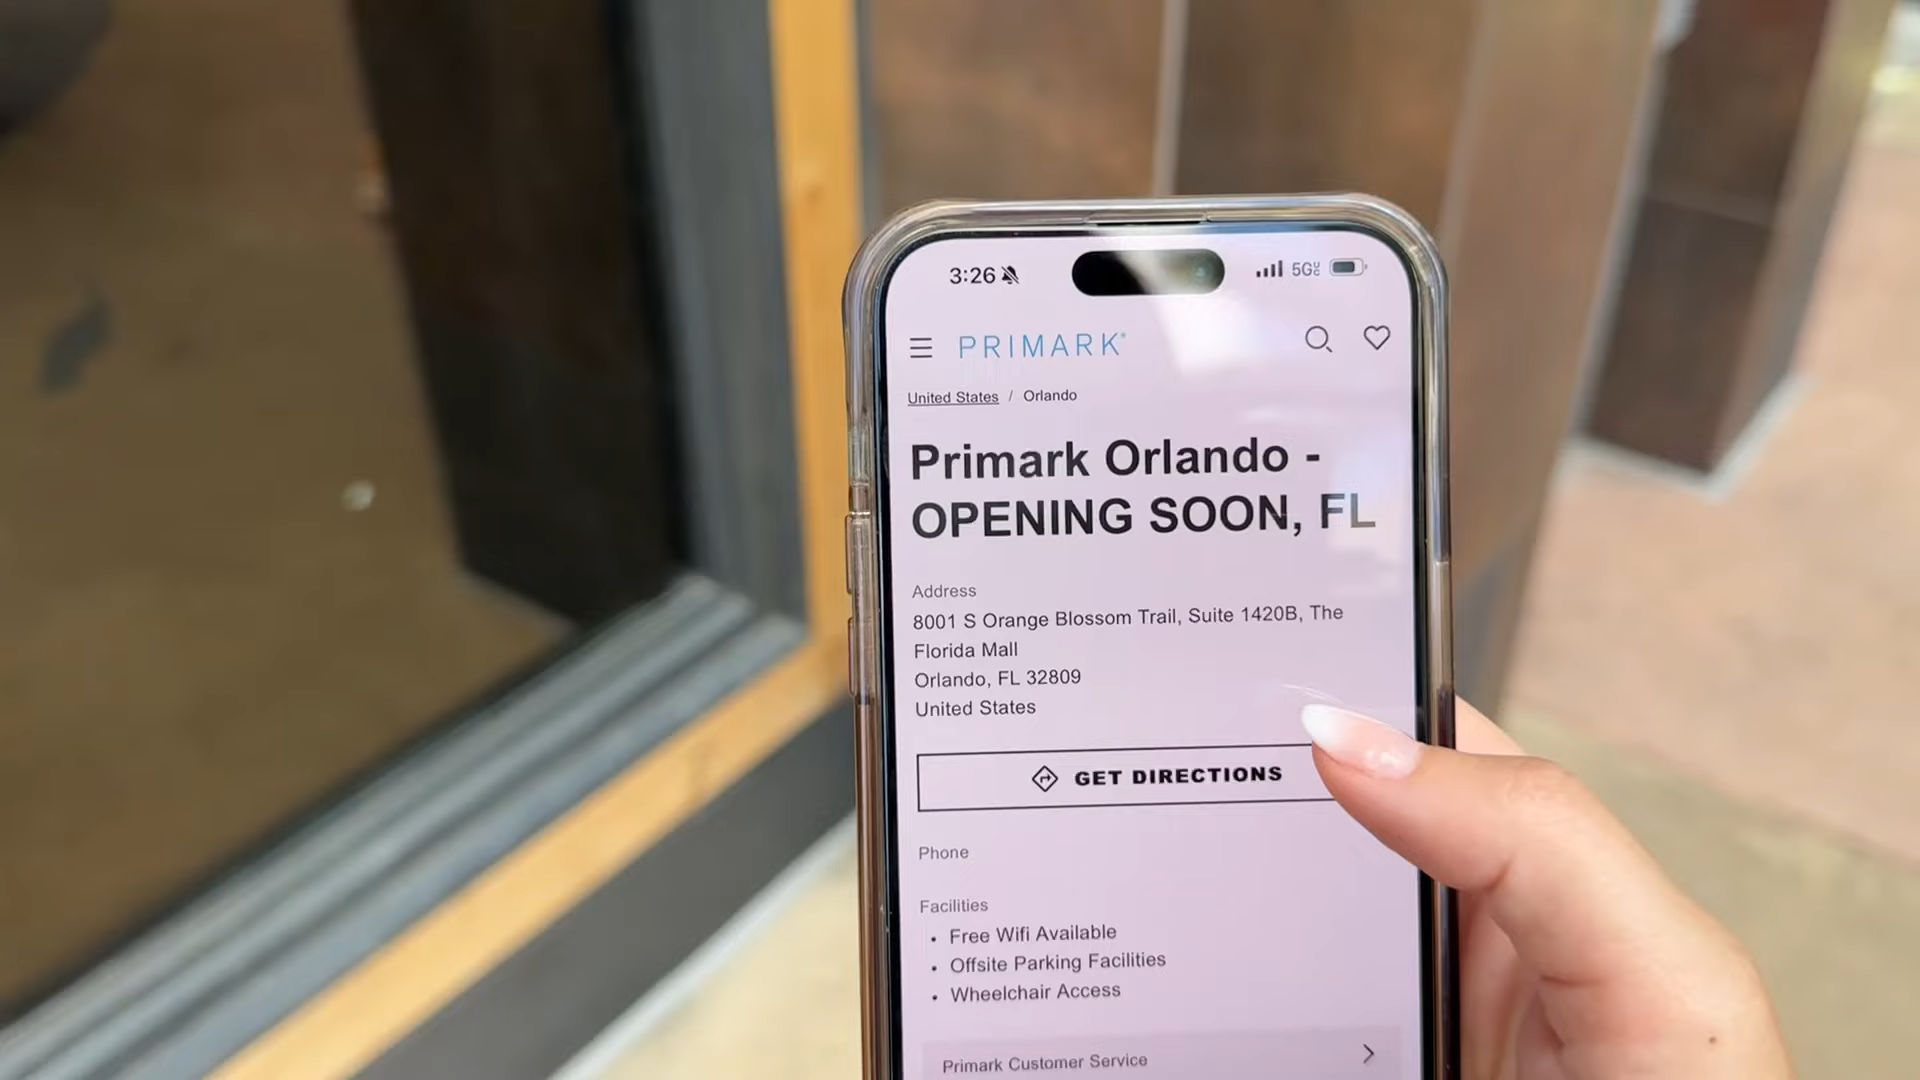 3:26 5G
PRIMARK
United States / Orlando
Primark Orlando -
OPENING SOON, FL
Address
8001 S Orange Blossom Trail, Suite 1420B, The
Florida Mall
Orlando, FL 32809
United States
GET DIRECTIONS
Phone
Facilities
• Free Wifi Available
• Offsite Parking Facilities
• Wheelchair Access
Primark Customer Service